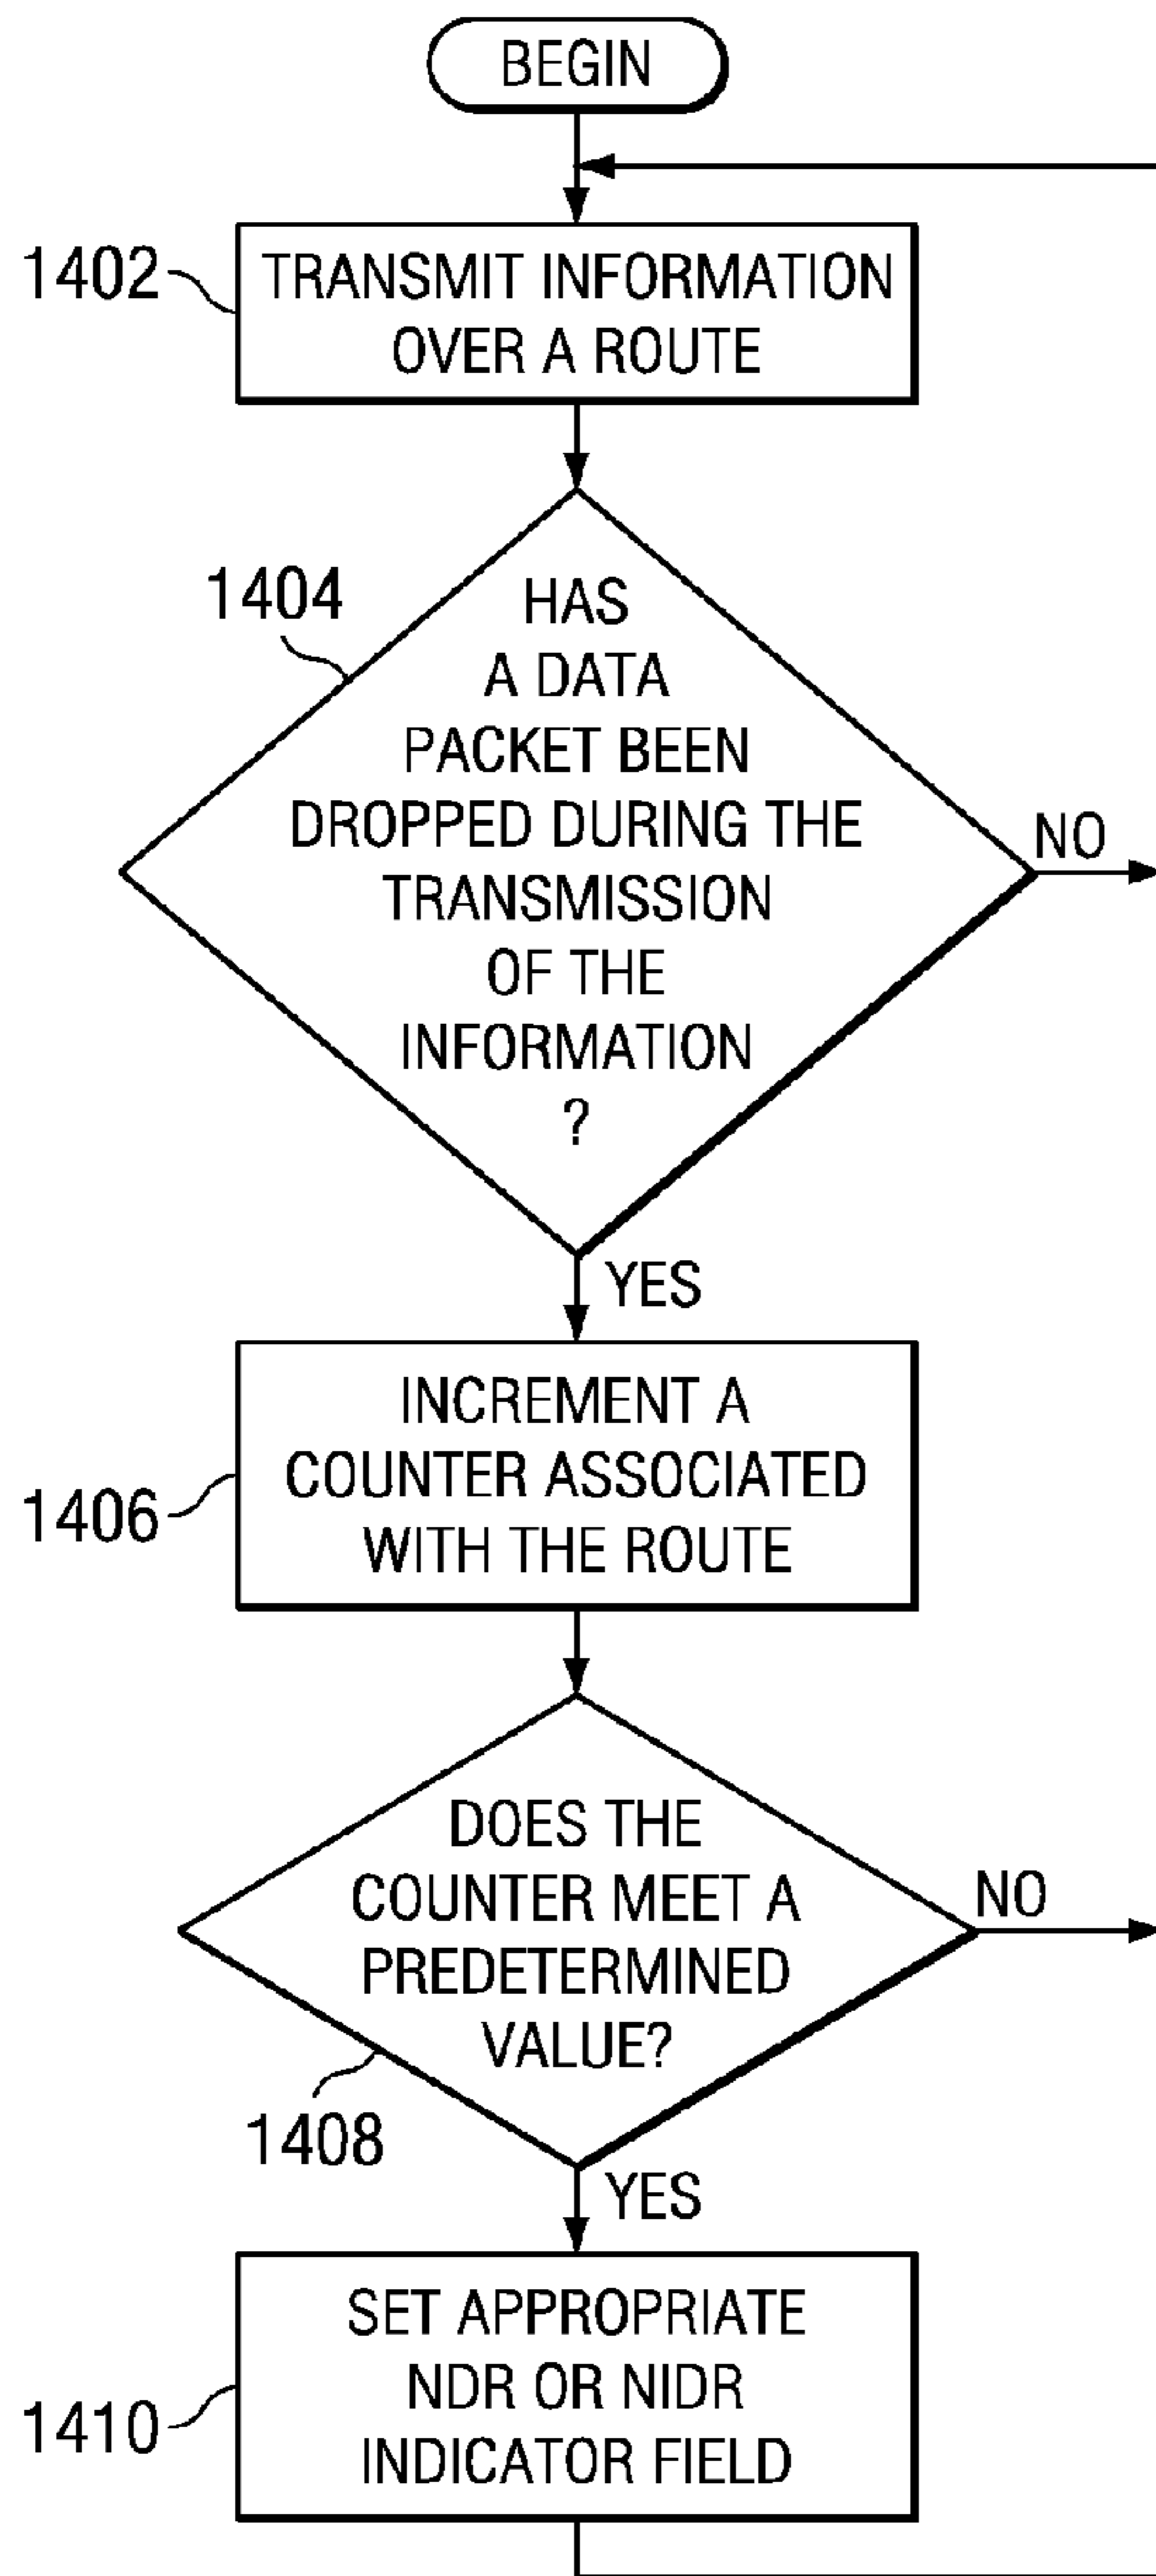 BEGIN
1402
TRANSMIT INFORMATION
OVER A ROUTE
1404
HAS
A DATA
PACKET BEEN
DROPPED DURING THE
TRANSMISSION
OF THE
INFORMATION
?
NO
YES
1406
INCREMENT A
COUNTER ASSOCIATED
WITH THE ROUTE
DOES THE
COUNTER MEET A
PREDETERMINED
VALUE?
NO
1408
YES
1410
SET APPROPRIATE
NDR OR NIDR
INDICATOR FIELD